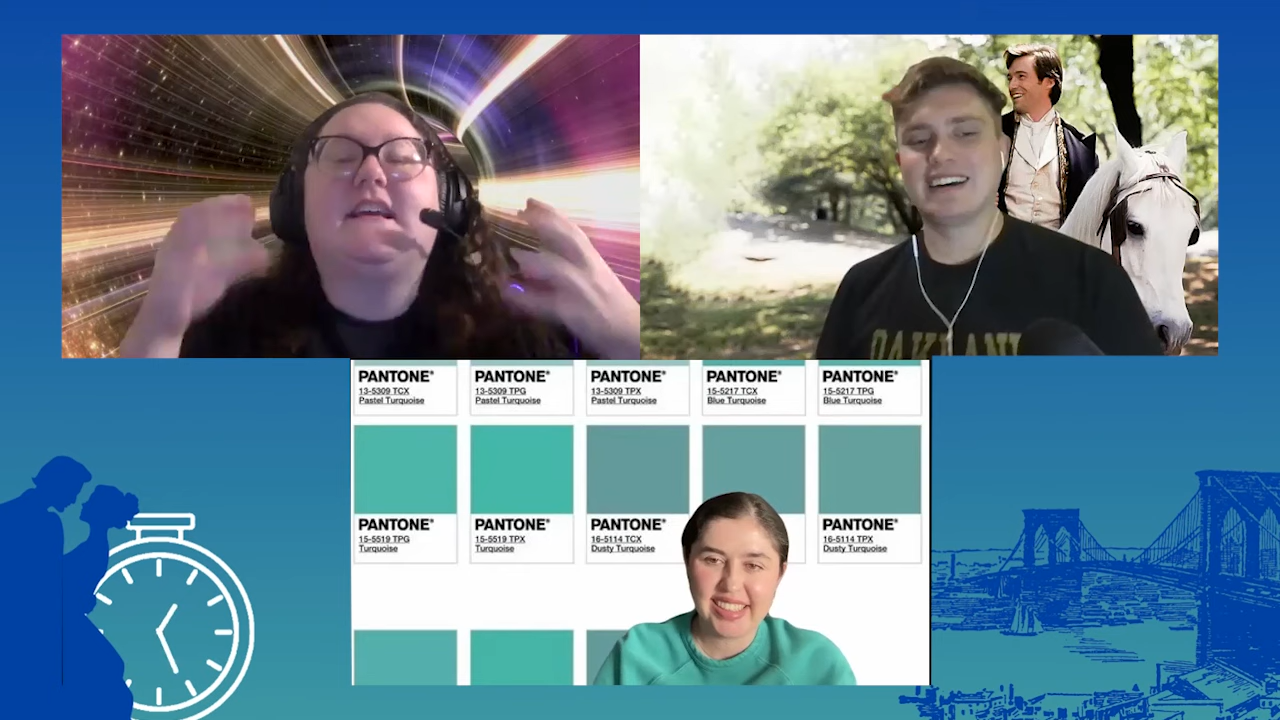 OAKLAND
PANTONE®
13-5309 TCX
Pastel Turquoise
PANTONE®
13-5309 TPG
Pastel Turquoise
PANTONE®
13-5309 TPX
Pastel Turquoise
PANTONE®
15-5217 TCX
Blue Turquoise
PANTONE®
15-5217 TPG
Blue Turquoise
PANTONE®
15-5519 TPG
Turquoise
PANTONE®
15-5519 TPX
Turquoise
PANTONE®
16-5114 TCX
Dusty Turquoise
PANTONE®
16-5114 TPX
Dusty Turquoise